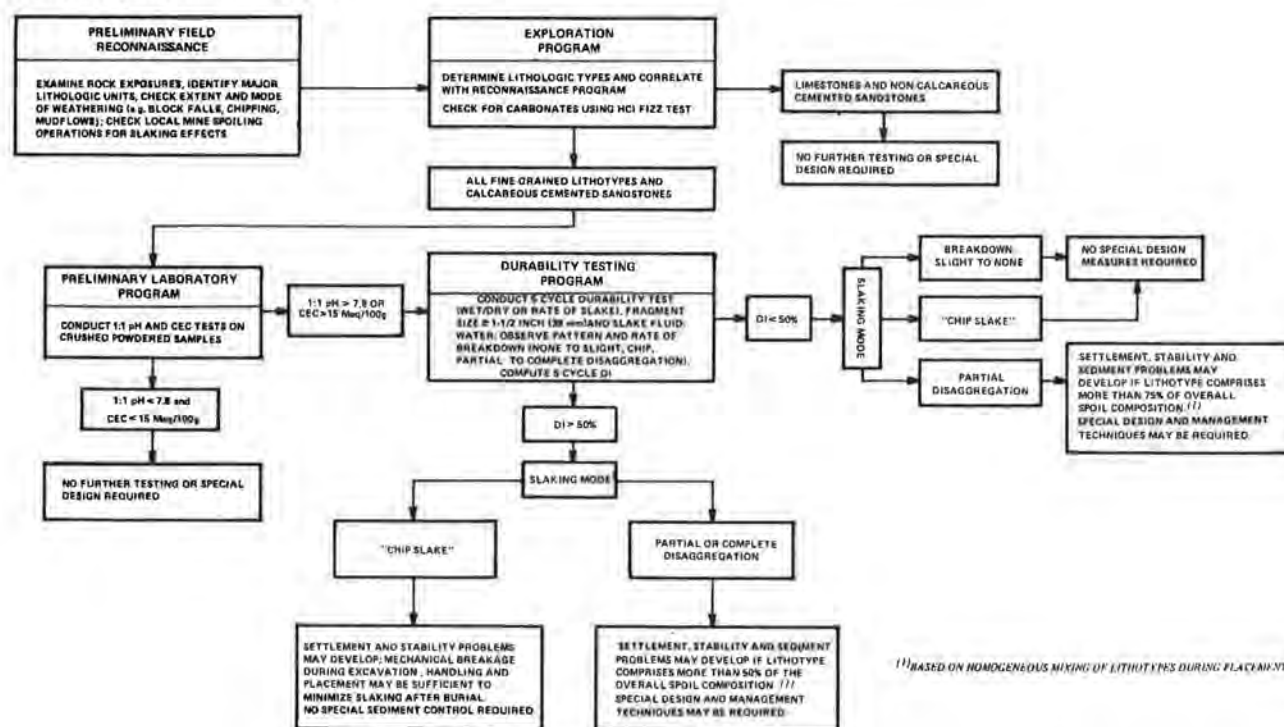 PRELIMINARY FIELD
RECONNAISSANCE
EXAMINE ROCK EXPOSURES, IDENTIFY MAJOR
LITHOLOGIC UNITS, CHECK EXTENT AND MODE
OF WEATHERING (e.g. BLOCK FALLS, CHIPPING,
MUDFLOWS); CHECK LOCAL MINE SPOILING
OPERATIONS FOR SLAKING EFFECTS
EXPLORATION
PROGRAM
DETERMINE LITHOLOGIC TYPES AND CORRELATE
WITH RECONNAISSANCE PROGRAM
CHECK FOR CARBONATES USING HCl FIZZ TEST
LIMESTONES AND NON CALCAREOUS
CEMENTED SANDSTONES
NO FURTHER TESTING OR SPECIAL
DESIGN REQUIRED
ALL FINE GRAINED LITHOTYPES AND
CALCAREOUS CEMENTED SANDSTONES
PRELIMINARY LABORATORY
PROGRAM
CONDUCT 1:1 pH AND CEC TESTS ON
CRUSHED POWDERED SAMPLES
1:1 pH > 7.8 OR
CEC > 15 Meq/100g
1:1 pH < 7.8 and
CEC < 15 Meq/100g
NO FURTHER TESTING OR SPECIAL
DESIGN REQUIRED
DURABILITY TESTING
PROGRAM
CONDUCT 5 CYCLE DURABILITY TEST
(WET/DRY OR RATE OF SLAKE), FRAGMENT
SIZE ≥ 1-1/2 INCH (38 mm) AND SLAKE FLUID:
WATER; OBSERVE PATTERN AND RATE OF
BREAKDOWN (NONE TO SLIGHT, CHIP,
PARTIAL TO COMPLETE DISAGGREGATION).
COMPUTE 5 CYCLE DI
DI < 50%
SLAKING MODE
BREAKDOWN
SLIGHT TO NONE
NO SPECIAL DESIGN
MEASURES REQUIRED
"CHIP SLAKE"
PARTIAL
DISAGGREGATION
SETTLEMENT, STABILITY AND
SEDIMENT PROBLEMS MAY
DEVELOP IF LITHOTYPE COMPRISES
MORE THAN 75% OF OVERALL
SPOIL COMPOSITION (1)
SPECIAL DESIGN AND MANAGEMENT
TECHNIQUES MAY BE REQUIRED
DI > 50%
SLAKING MODE
"CHIP SLAKE"
PARTIAL OR COMPLETE
DISAGGREGATION
SETTLEMENT AND STABILITY PROBLEMS
MAY DEVELOP; MECHANICAL BREAKAGE
DURING EXCAVATION, HANDLING AND
PLACEMENT MAY BE SUFFICIENT TO
MINIMIZE SLAKING AFTER BURIAL
NO SPECIAL SEDIMENT CONTROL REQUIRED
SETTLEMENT, STABILITY AND SEDIMENT
PROBLEMS MAY DEVELOP IF LITHOTYPE
COMPRISES MORE THAN 50% OF THE
OVERALL SPOIL COMPOSITION (1)
SPECIAL DESIGN AND MANAGEMENT
TECHNIQUES MAY BE REQUIRED
(1) BASED ON HOMOGENEOUS MIXING OF LITHOTYPES DURING PLACEMENT